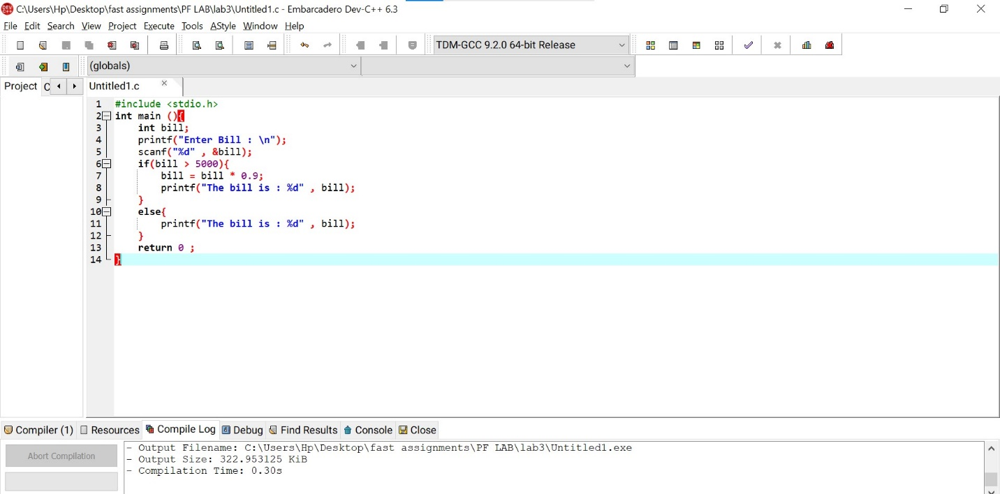 C:\Users\Hp\Desktop\fast assignments\PF LAB\lab3\Untitled1.c - Embarcadero Dev-C++ 6.3
File Edit Search View Project Execute Tools AStyle Window Help
TDM-GCC 9.2.0 64-bit Release
(globals)
Project C Untitled1.c
1 #include <stdio.h>
2 int main (){
3 int bill;
4 printf("Enter Bill : \n");
5 scanf("%d" , &bill);
6 if(bill > 5000){
7 bill = bill * 0.9;
8 printf("The bill is : %d" , bill);
9 }
10 else{
11 printf("The bill is : %d" , bill);
12 }
13 return 0 ;
14 }
Compiler (1) Resources Compile Log Debug Find Results Console Close
Abort Compilation
- Output Filename: C:\Users\Hp\Desktop\fast assignments\PF LAB\lab3\Untitled1.exe
- Output Size: 322.953125 KiB
- Compilation Time: 0.30s